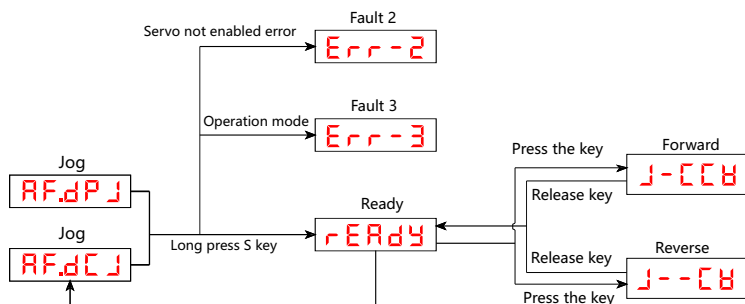 Fault 2
Servo not enabled error
Err-2
Fault 3
Operation mode
Err-3
Jog
AF.dPJ
Press the key
Forward
J-CCW
Release key
Jog
AF.dCJ
Long press S key
Ready
rEAdY
Release key
Reverse
J--CW
Press the key